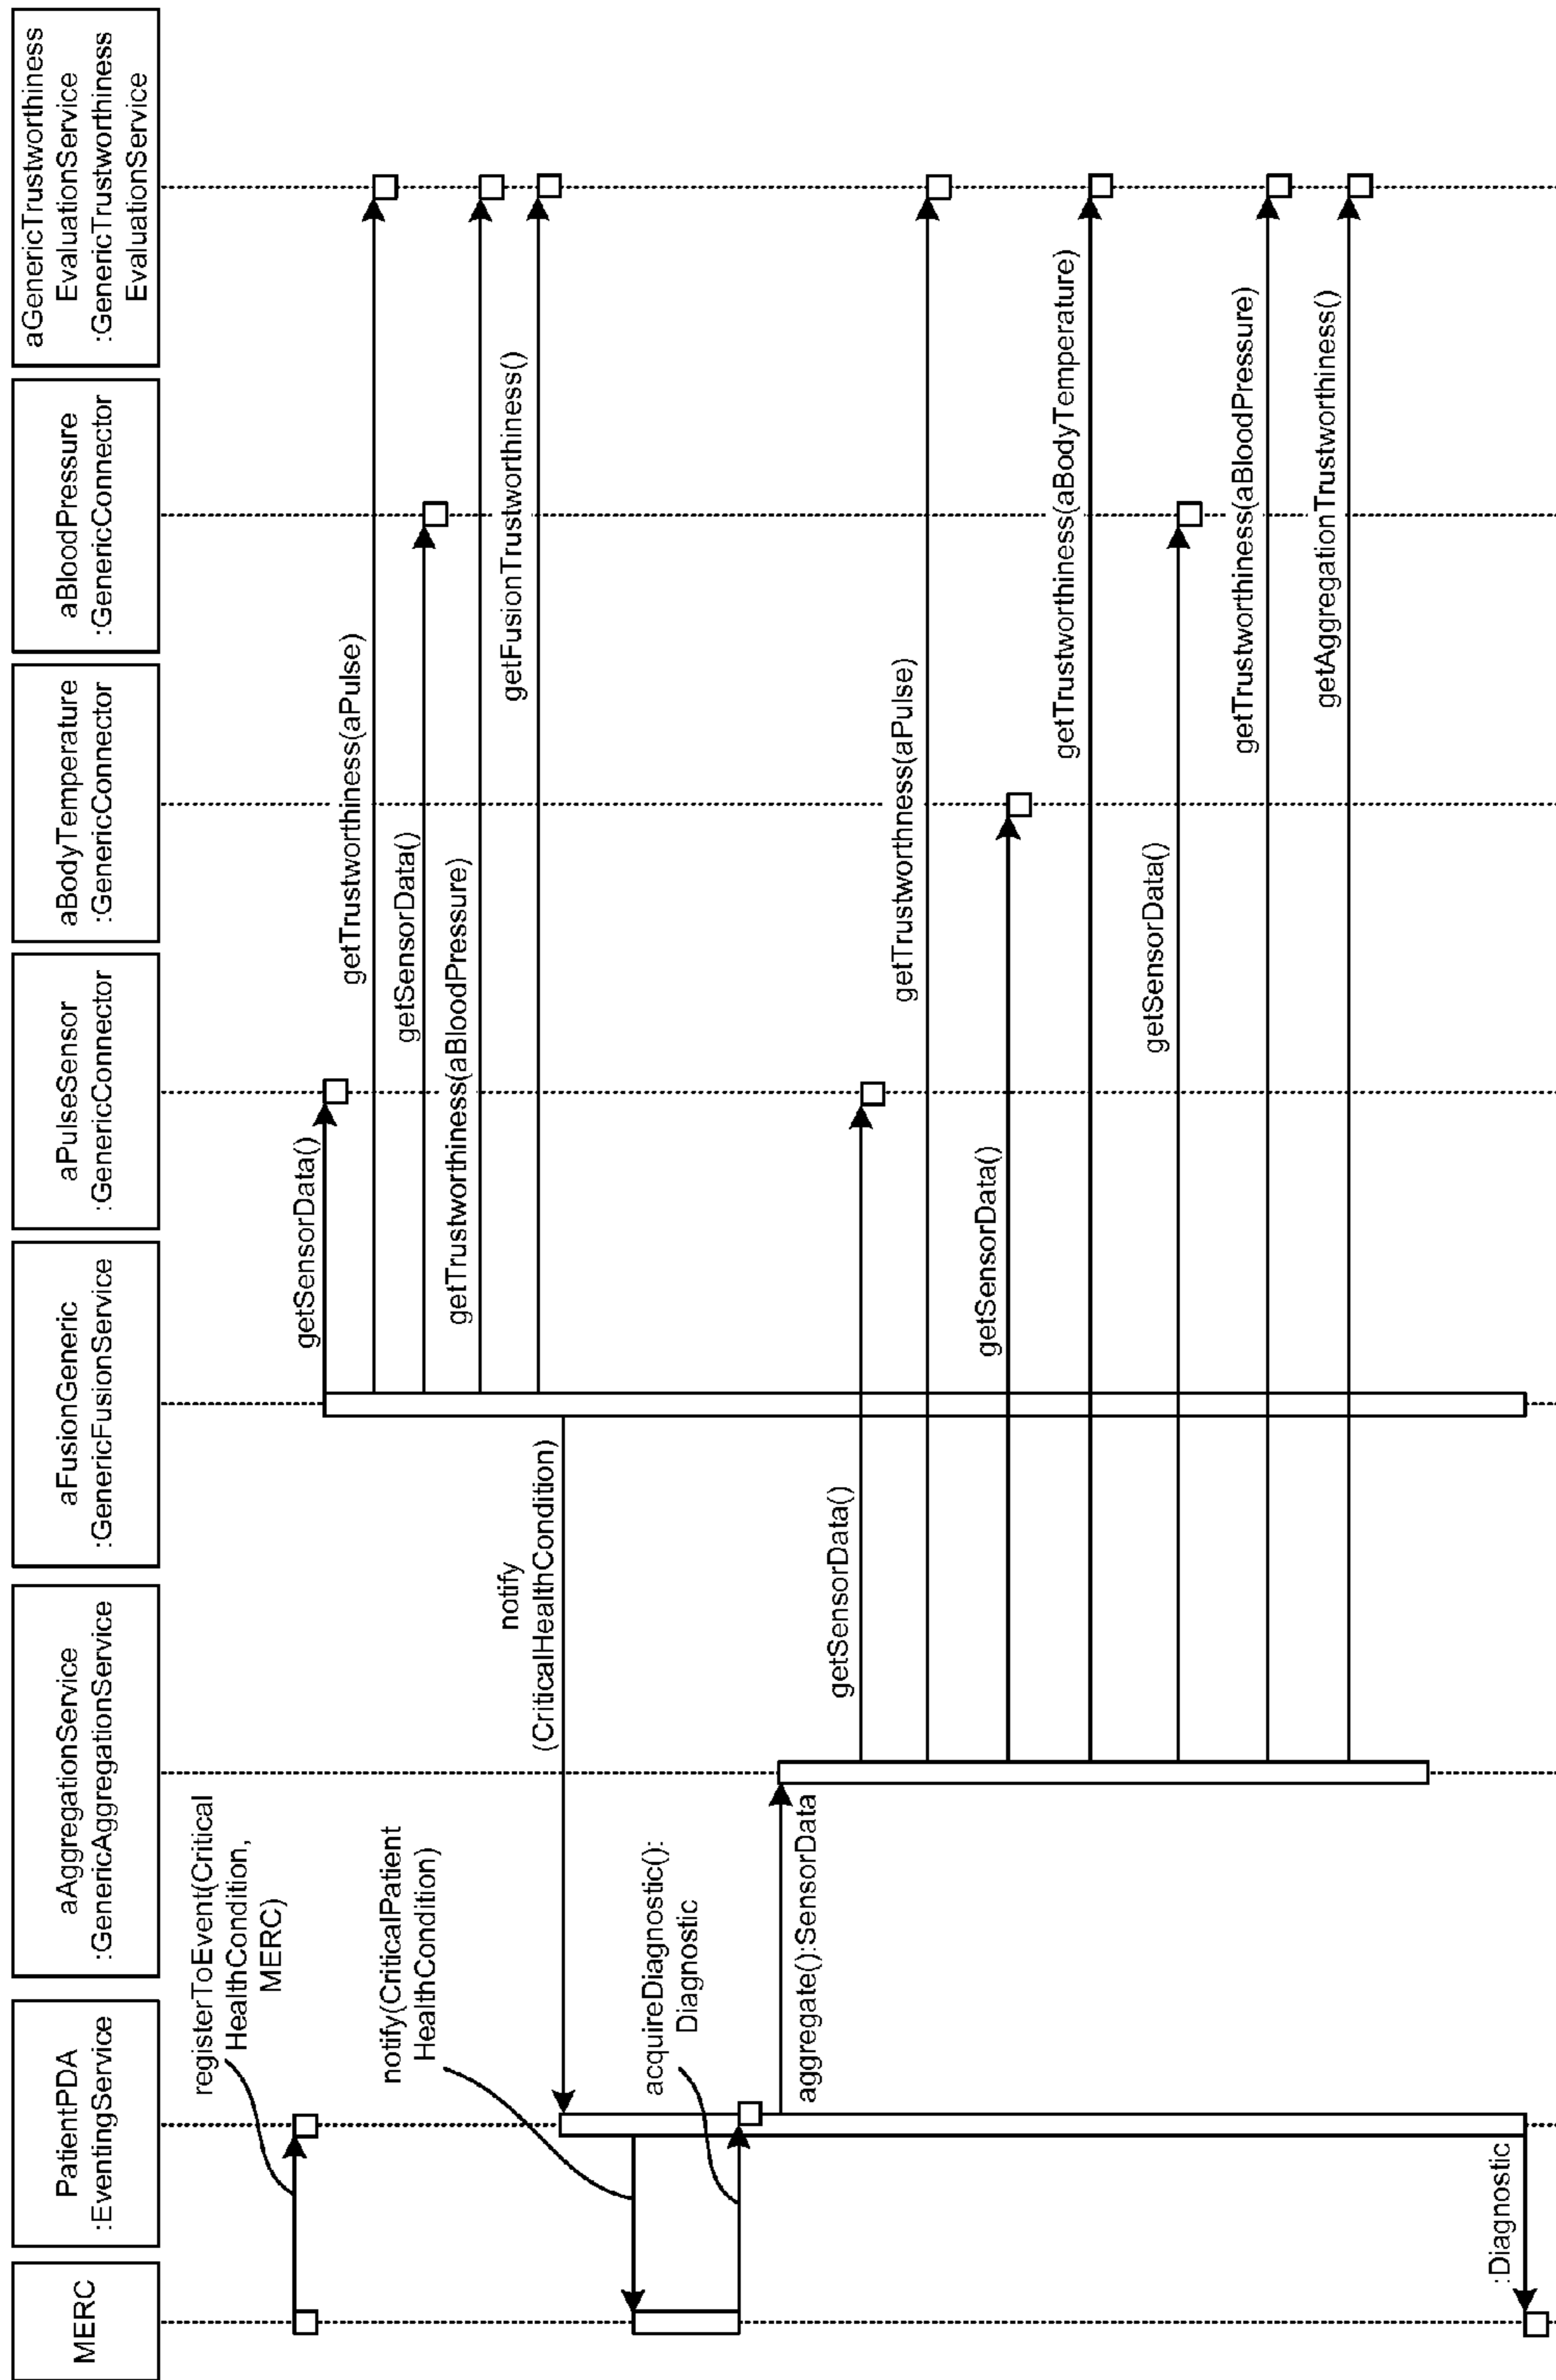 MERC
PatientPDA
:EventingService
aAggregationService
:GenericAggregationService
aFusionGeneric
:GenericFusionService
aPulseSensor
:GenericConnector
aBodyTemperature
:GenericConnector
aBloodPressure
:GenericConnector
aGenericTrustworthiness
EvaluationService
:GenericTrustworthiness
EvaluationService
registerToEvent(Critical
HealthCondition,
MERC)
getSensorData()
getTrustworthiness(aPulse)
getSensorData()
getTrustworthiness(aBloodPressure)
getFusionTrustworthiness()
notify
(CriticalHealthCondition)
notify(CriticalPatient
HealthCondition)
acquireDiagnostic():
Diagnostic
aggregate():SensorData
getSensorData()
getTrustworthness(aPulse)
getSensorData()
getTrustworthiness(aBodyTemperature)
getSensorData()
getTrustworthiness(aBloodPressure)
getAggregationTrustworthiness()
:Diagnostic